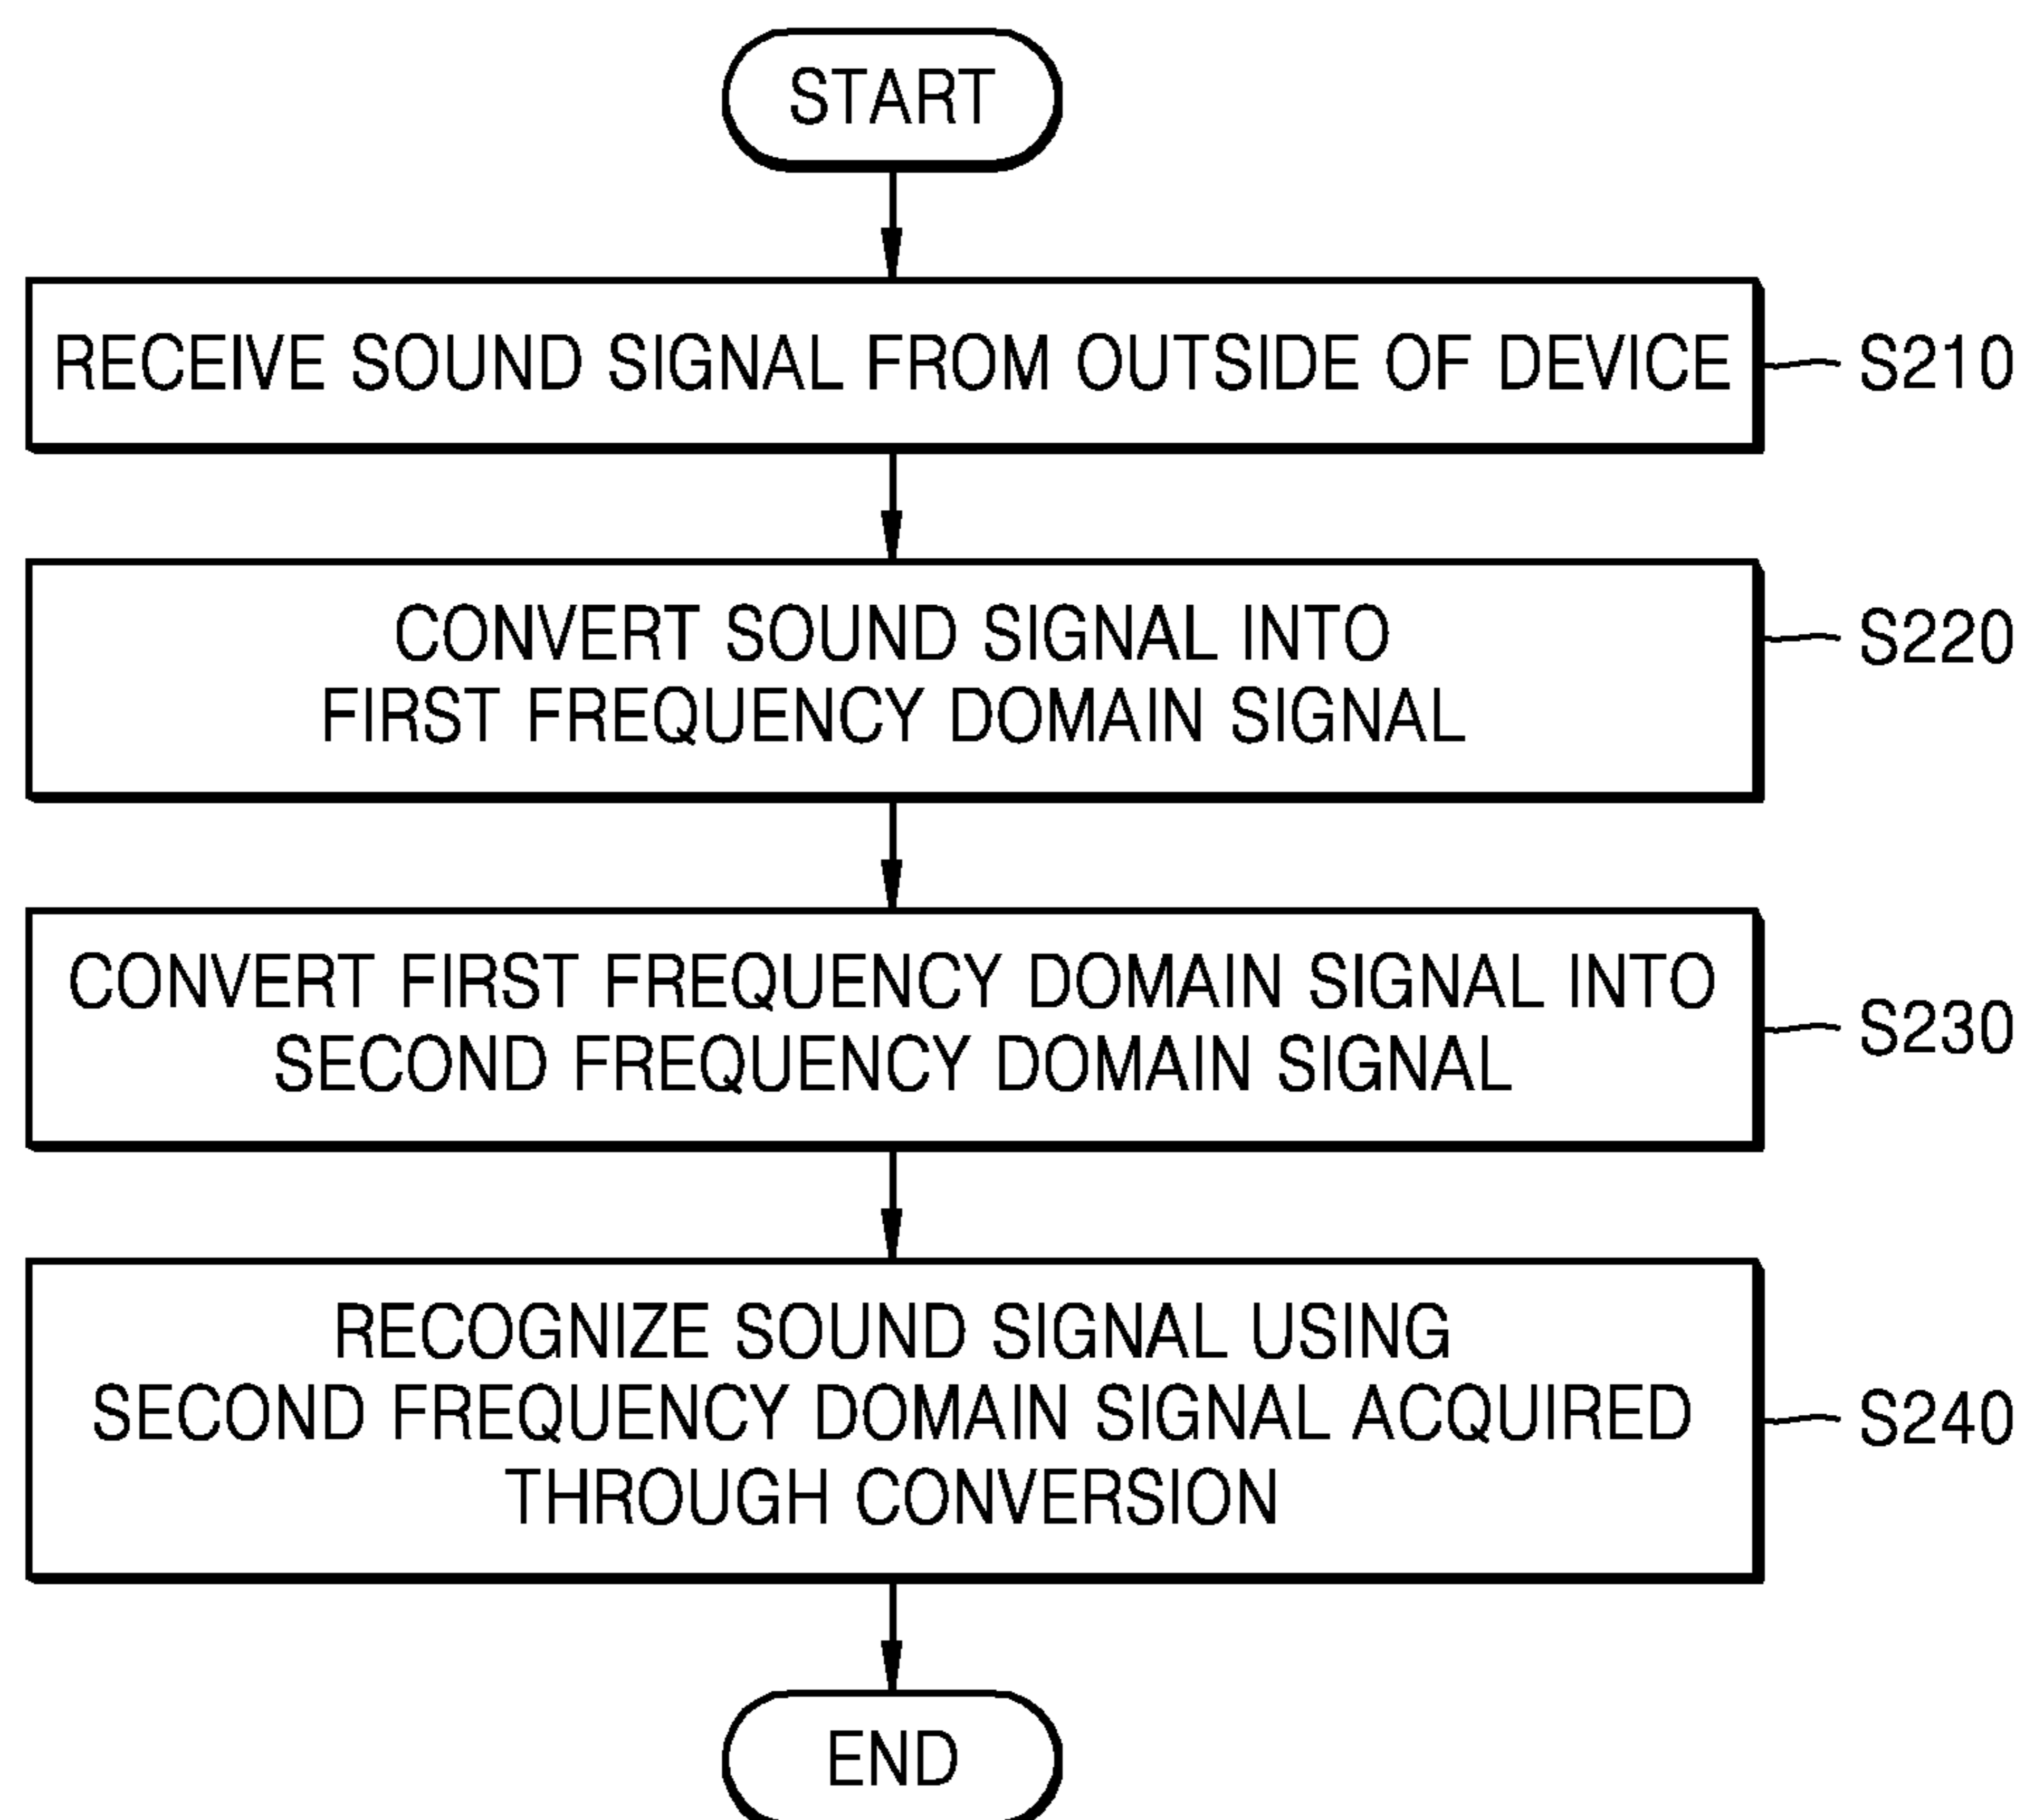 START
RECEIVE SOUND SIGNAL FROM OUTSIDE OF DEVICE
S210
CONVERT SOUND SIGNAL INTO
FIRST FREQUENCY DOMAIN SIGNAL
S220
CONVERT FIRST FREQUENCY DOMAIN SIGNAL INTO
SECOND FREQUENCY DOMAIN SIGNAL
S230
RECOGNIZE SOUND SIGNAL USING
SECOND FREQUENCY DOMAIN SIGNAL ACQUIRED
THROUGH CONVERSION
S240
END